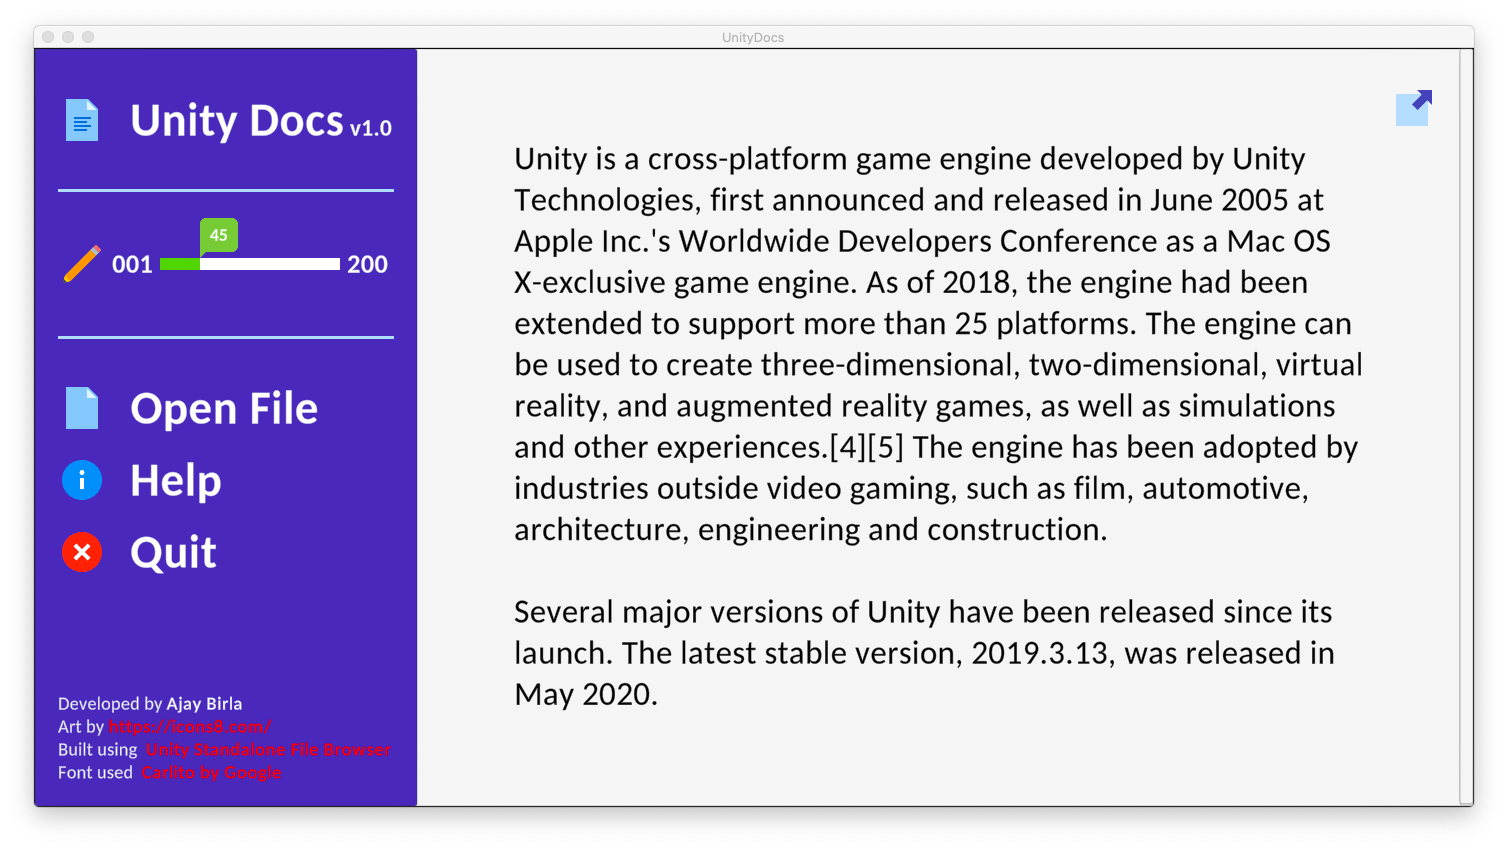 UnityDocs
Unity Docs v1.0
45
001 200
Open File
Help
Quit
Developed by Ajay Birla
Art by https://icons8.com/
Built using Unity Standalone File Browser
Font used Carlito by Google
Unity is a cross-platform game engine developed by Unity
Technologies, first announced and released in June 2005 at
Apple Inc.'s Worldwide Developers Conference as a Mac OS
X-exclusive game engine. As of 2018, the engine had been
extended to support more than 25 platforms. The engine can
be used to create three-dimensional, two-dimensional, virtual
reality, and augmented reality games, as well as simulations
and other experiences.[4][5] The engine has been adopted by
industries outside video gaming, such as film, automotive,
architecture, engineering and construction.
Several major versions of Unity have been released since its
launch. The latest stable version, 2019.3.13, was released in
May 2020.